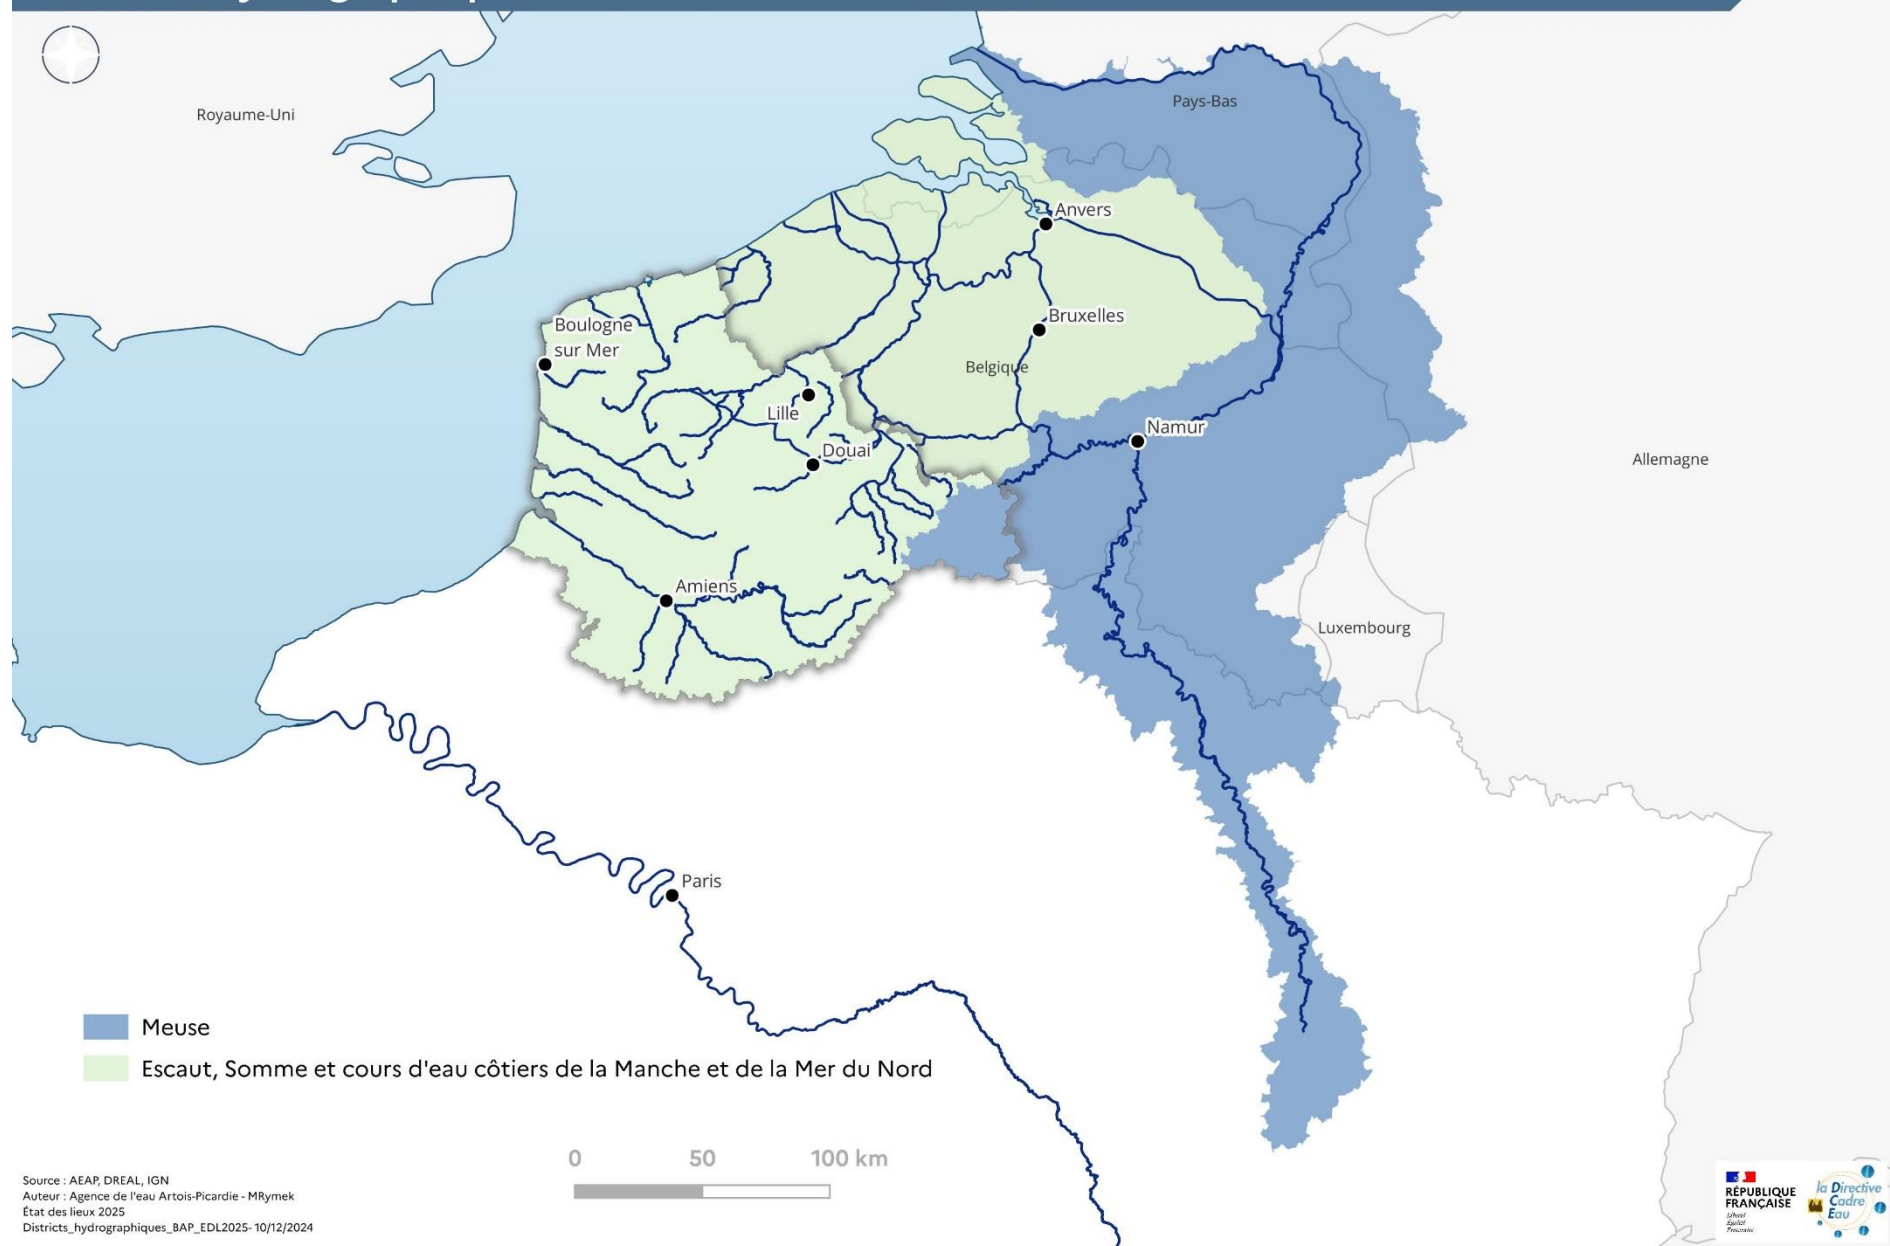 Royaume-Uni
Pays-Bas
Anvers
Boulogne
sur Mer
Bruxelles
Belgique
Lille
Namur
Douai
Allemagne
Amiens
Luxembourg
Paris
Meuse
Escaut, Somme et cours d'eau côtiers de la Manche et de la Mer du Nord
0 50 100 km
Source : AEAP, DREAL, IGN
Auteur : Agence de l'eau Artois-Picardie - MRymek
État des lieux 2025
Districts_hydrographiques_BAP_EDL2025- 10/12/2024
RÉPUBLIQUE
FRANÇAISE
Liberté
Égalité
Fraternité
la Directive
Cadre
Eau